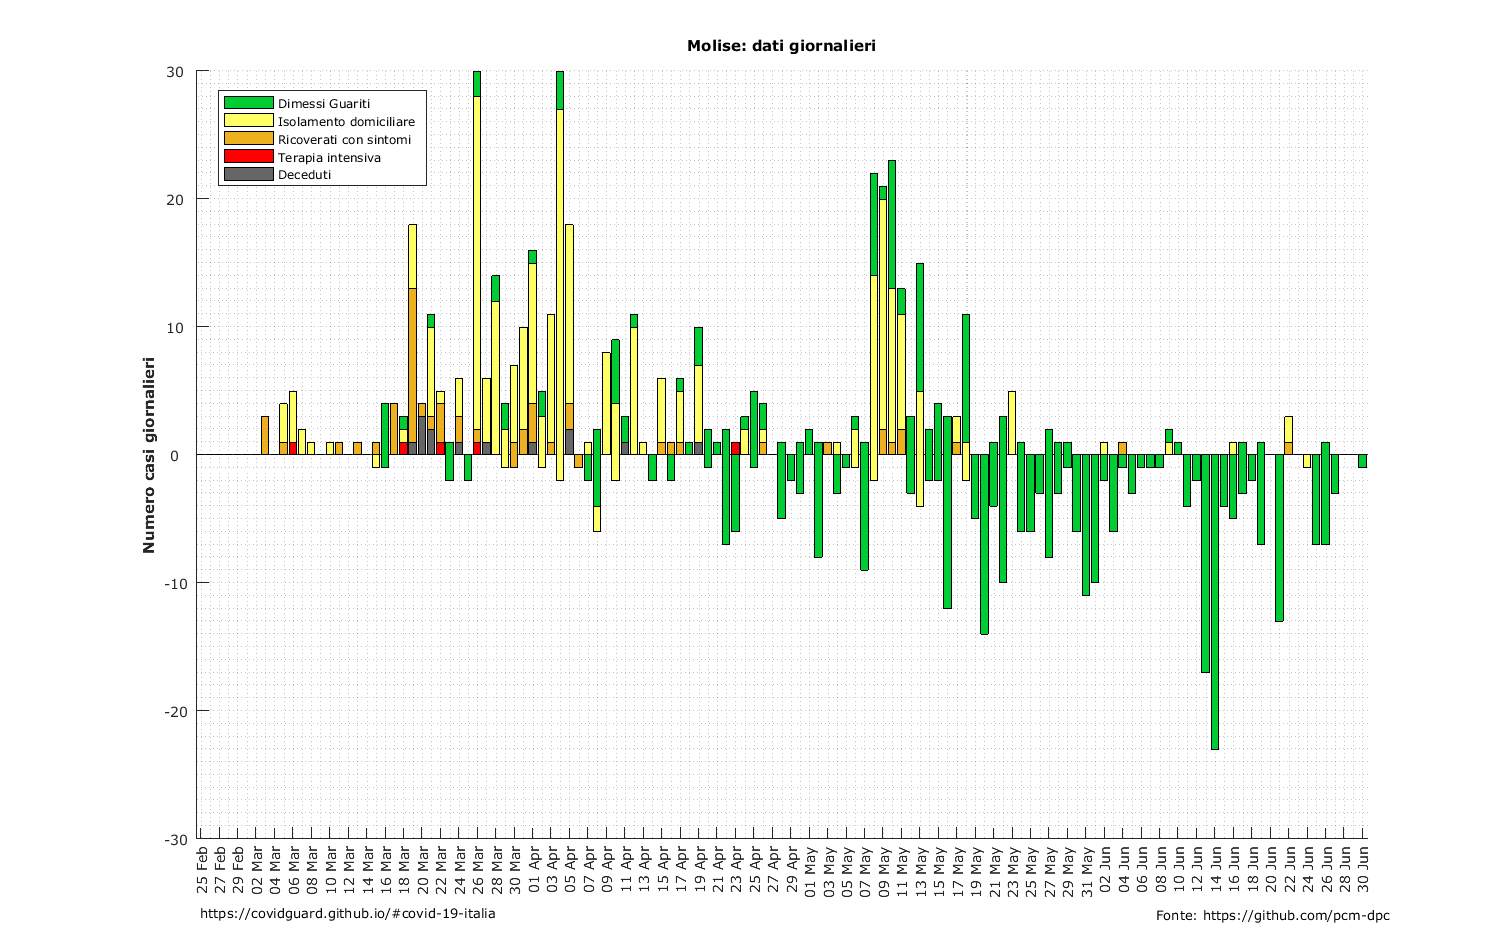 Molise: dati giornalieri
30
20
10
0
-10
-20
-30
Numero casi giornalieri
Dimessi Guariti
Isolamento domiciliare
Ricoverati con sintomi
Terapia intensiva
Deceduti
25 Feb
27 Feb
29 Feb
02 Mar
04 Mar
06 Mar
08 Mar
10 Mar
12 Mar
14 Mar
16 Mar
18 Mar
20 Mar
22 Mar
24 Mar
26 Mar
28 Mar
30 Mar
01 Apr
03 Apr
05 Apr
07 Apr
09 Apr
11 Apr
13 Apr
15 Apr
17 Apr
19 Apr
21 Apr
23 Apr
25 Apr
27 Apr
29 Apr
01 May
03 May
05 May
07 May
09 May
11 May
13 May
15 May
17 May
19 May
21 May
23 May
25 May
27 May
29 May
31 May
02 Jun
04 Jun
06 Jun
08 Jun
10 Jun
12 Jun
14 Jun
16 Jun
18 Jun
20 Jun
22 Jun
24 Jun
26 Jun
28 Jun
30 Jun
https://covidguard.github.io/#covid-19-italia
Fonte: https://github.com/pcm-dpc